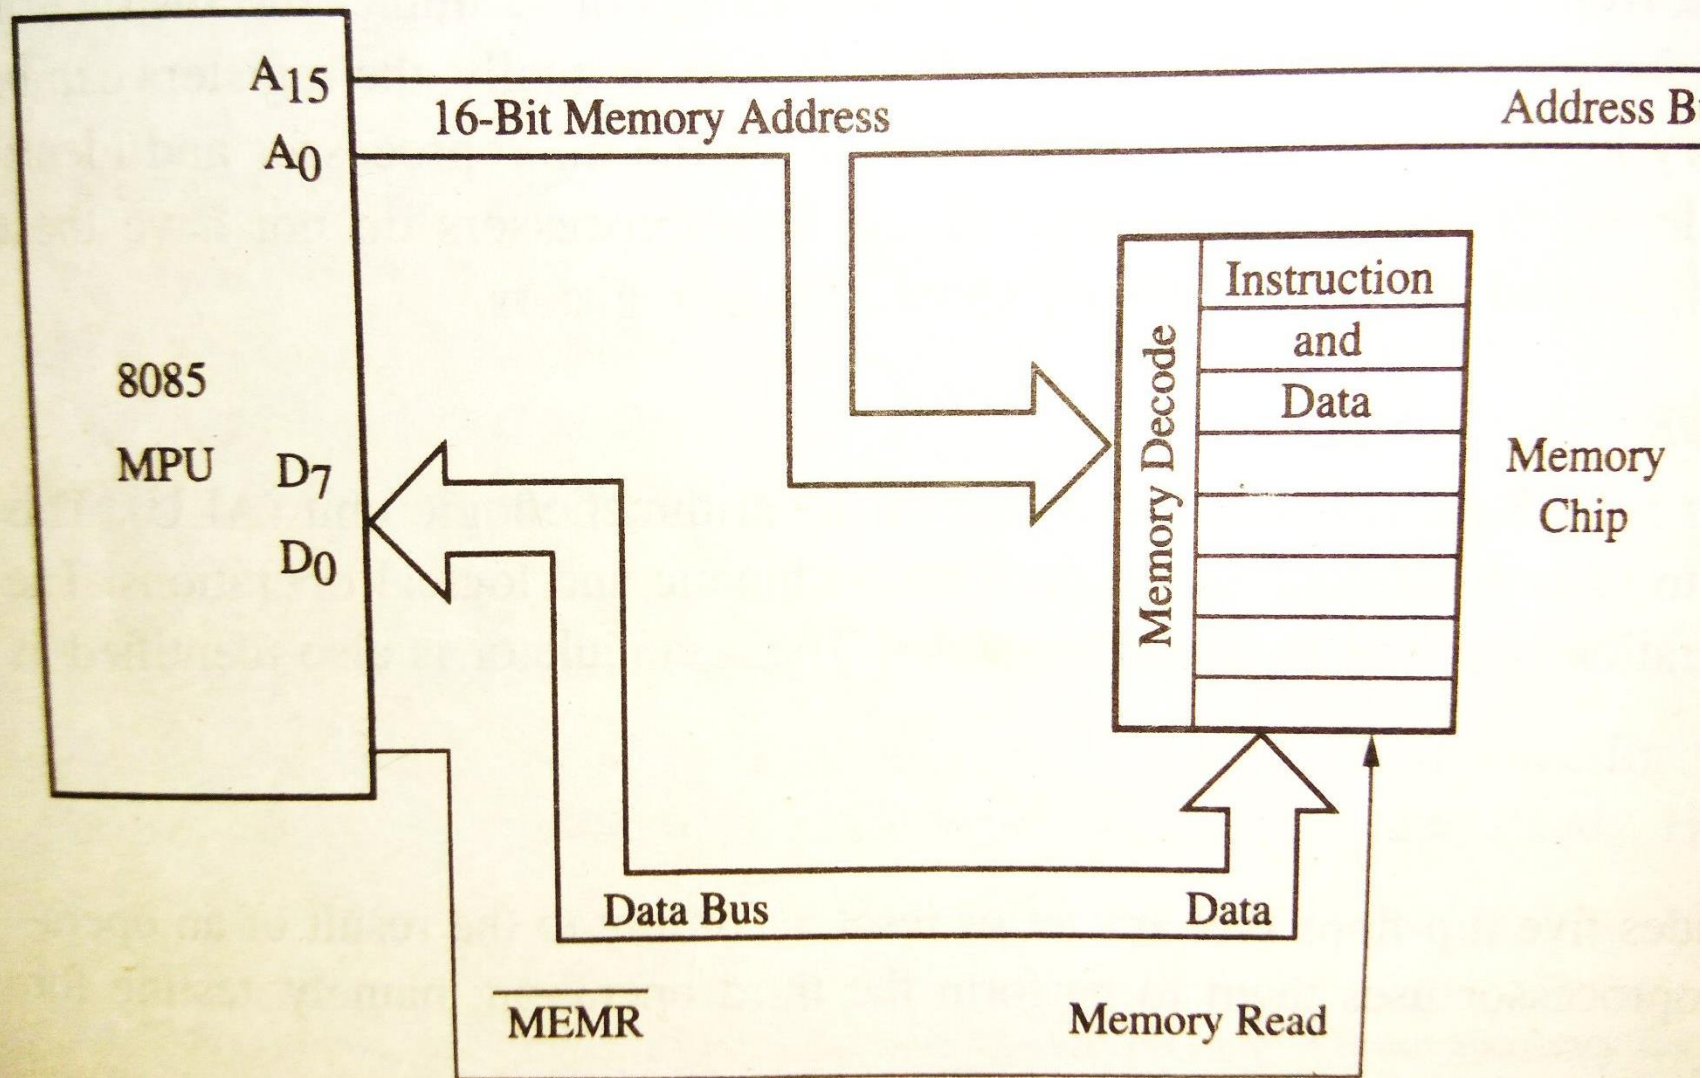 A15
16-Bit Memory Address
Address B
A0
Instruction
and
Data
Memory Decode
Memory
Chip
8085
MPU
D7
D0
Data Bus
Data
MEMR
Memory Read